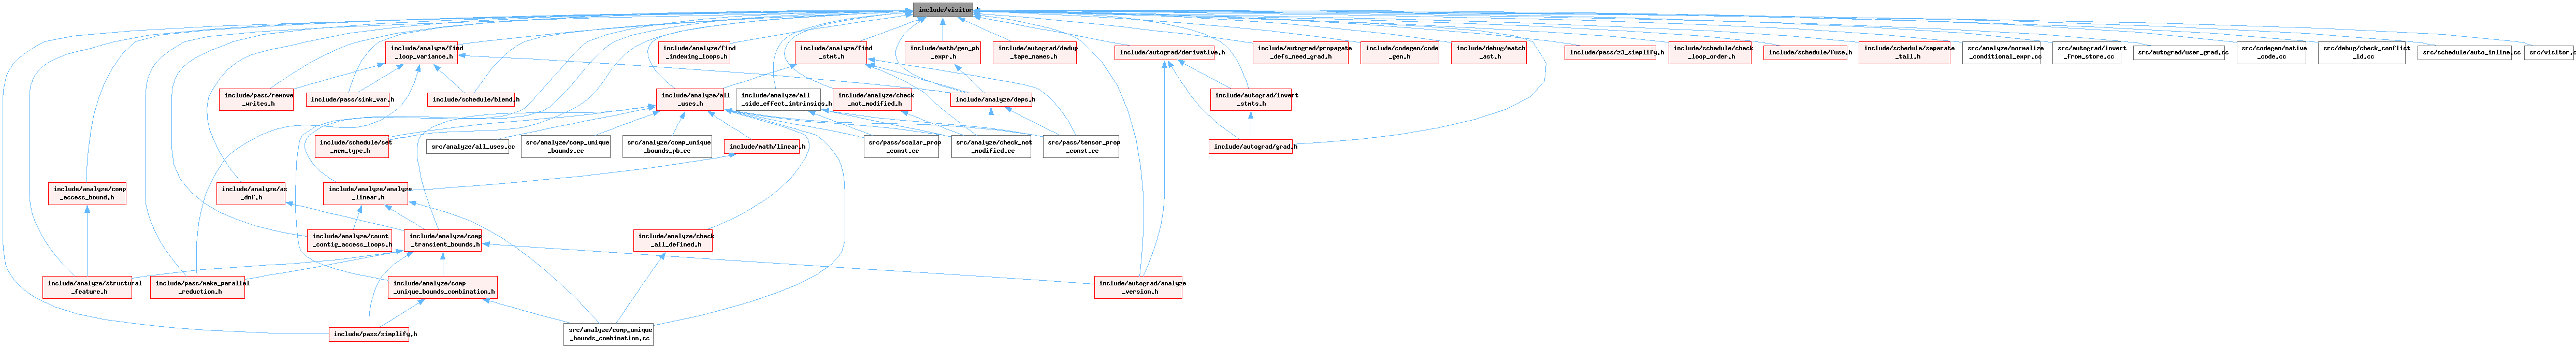 include/visitor.h
include/analyze/find
_loop_variance.h
include/analyze/find
_indexing_loops.h
include/analyze/find
_stmt.h
include/math/gen_pb
_expr.h
include/autograd/dedup
_tape_names.h
include/autograd/derivative.h
include/autograd/propagate
_defs_need_grad.h
include/codegen/code
_gen.h
include/debug/match
_ast.h
include/pass/z3_simplify.h
include/schedule/check
_loop_order.h
include/schedule/fuse.h
include/schedule/separate
_tail.h
src/analyze/normalize
_conditional_expr.cc
src/autograd/invert
_from_store.cc
src/autograd/user_grad.cc
src/codegen/native
_code.cc
src/debug/check_conflict
_id.cc
src/schedule/auto_inline.cc
src/visitor.cc
include/pass/remove
_writes.h
include/pass/sink_var.h
include/schedule/blend.h
include/analyze/all
_uses.h
include/analyze/all
_side_effect_intrinsics.h
include/analyze/check
_not_modified.h
include/analyze/deps.h
include/autograd/invert
_stmts.h
include/schedule/set
_mem_type.h
src/analyze/all_uses.cc
src/analyze/comp_unique
_bounds.cc
src/analyze/comp_unique
_bounds_pb.cc
include/math/linear.h
src/pass/scalar_prop
_const.cc
src/analyze/check_not
_modified.cc
src/pass/tensor_prop
_const.cc
include/autograd/grad.h
include/analyze/comp
_access_bound.h
include/analyze/as
_dnf.h
include/analyze/analyze
_linear.h
include/analyze/count
_contig_access_loops.h
include/analyze/comp
_transient_bounds.h
include/analyze/check
_all_defined.h
include/analyze/structural
_feature.h
include/pass/make_parallel
_reduction.h
include/analyze/comp
_unique_bounds_combination.h
include/autograd/analyze
_version.h
include/pass/simplify.h
src/analyze/comp_unique
_bounds_combination.cc